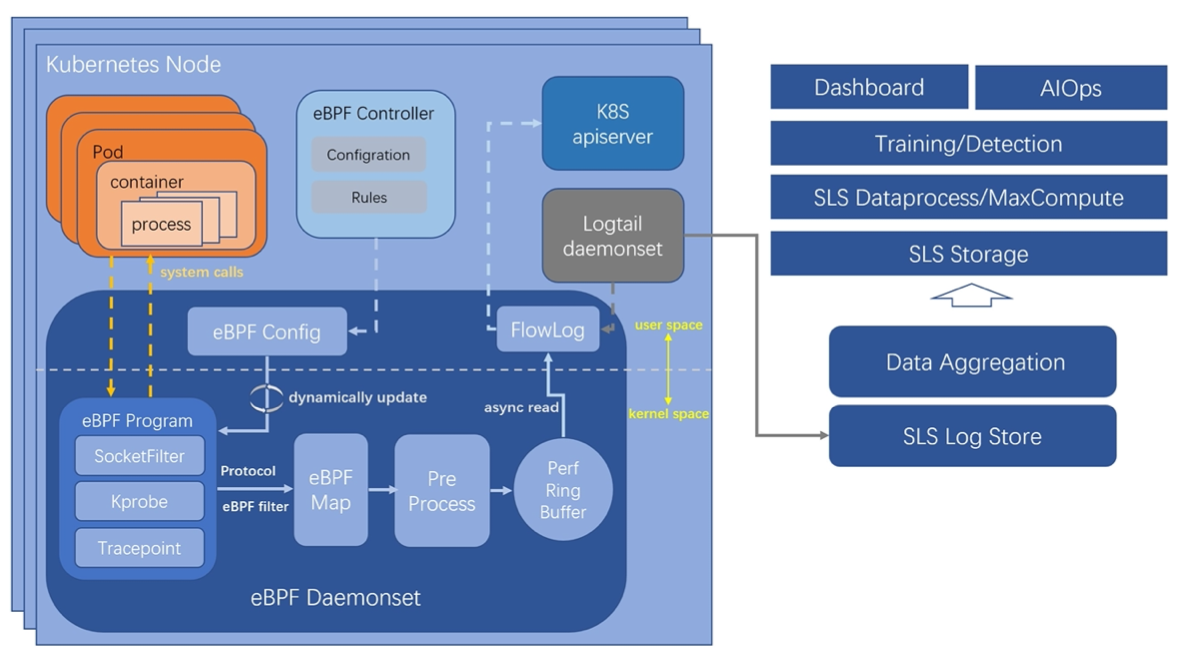 Kubernetes Node
Pod
container
process
system calls
eBPF Controller
Configration
Rules
K8S
apiserver
Logtail
daemonset
eBPF Config
FlowLog
user space
kernel space
dynamically update
async read
eBPF Program
SocketFilter
Kprobe
Tracepoint
Protocol
eBPF filter
eBPF
Map
Pre
Process
Perf
Ring
Buffer
eBPF Daemonset
Dashboard
AIOps
Training/Detection
SLS Dataprocess/MaxCompute
SLS Storage
Data Aggregation
SLS Log Store